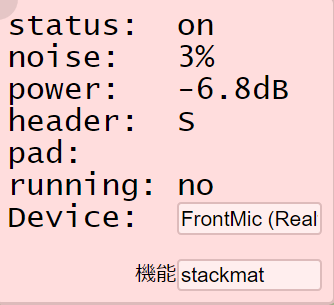 status: on
noise: 3%
power: -6.8dB
header: S
pad:
running: no
Device: FrontMic (Real
機能 stackmat